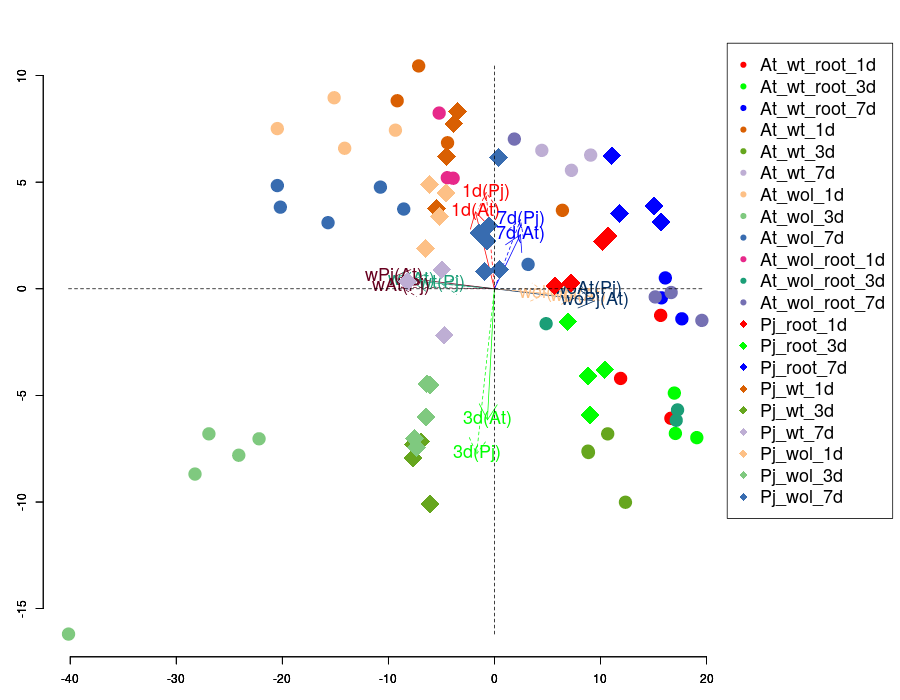 10
5
0
-5
-10
-15
-40
-30
-20
-10
0
10
20
1d(Pj)
1d(At)
7d(Pj)
7d(At)
wPj(At)
wAt(Pj)
woAt(Pj)
woPj(At)
3d(At)
3d(Pj)
At_wt_root_1d
At_wt_root_3d
At_wt_root_7d
At_wt_1d
At_wt_3d
At_wt_7d
At_wol_1d
At_wol_3d
At_wol_7d
At_wol_root_1d
At_wol_root_3d
At_wol_root_7d
Pj_root_1d
Pj_root_3d
Pj_root_7d
Pj_wt_1d
Pj_wt_3d
Pj_wt_7d
Pj_wol_1d
Pj_wol_3d
Pj_wol_7d